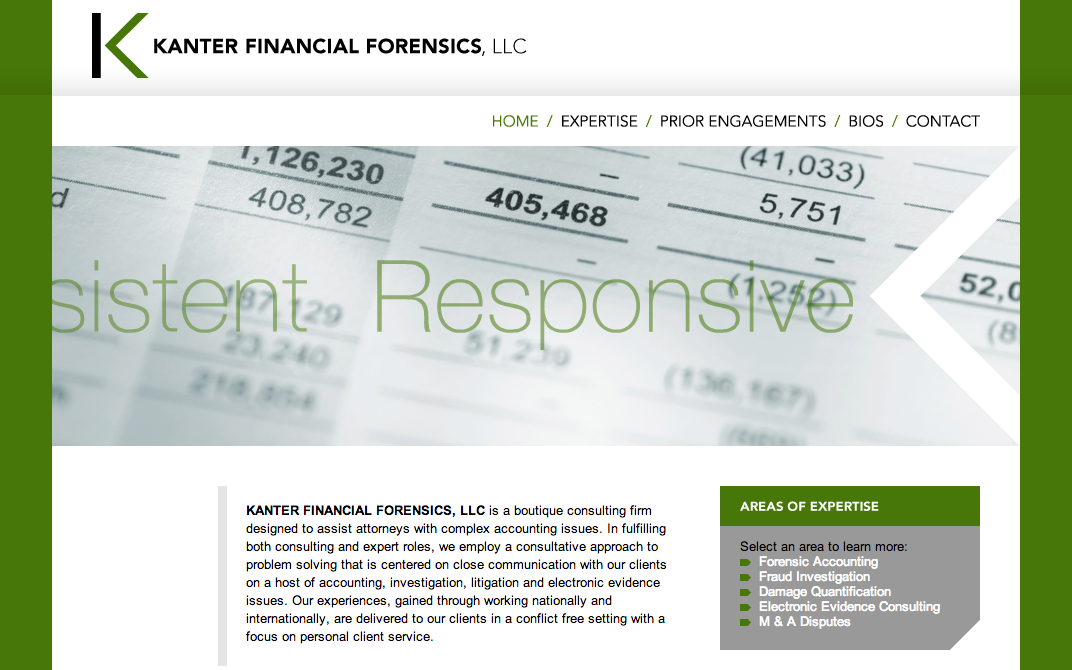 KANTER FINANCIAL FORENSICS, LLC
HOME / EXPERTISE / PRIOR ENGAGEMENTS / BIOS / CONTACT
1,126,230
(41,033)
d
408,782
405,468
5,751
sistent Responsive
187,129
(1,252)
23,240
51,239
218,954
(136,167)
KANTER FINANCIAL FORENSICS, LLC is a boutique consulting firm
designed to assist attorneys with complex accounting issues. In fulfilling
both consulting and expert roles, we employ a consultative approach to
problem solving that is centered on close communication with our clients
on a host of accounting, investigation, litigation and electronic evidence
issues. Our experiences, gained through working nationally and
internationally, are delivered to our clients in a conflict free setting with a
focus on personal client service.
AREAS OF EXPERTISE
Select an area to learn more:
Forensic Accounting
Fraud Investigation
Damage Quantification
Electronic Evidence Consulting
M & A Disputes